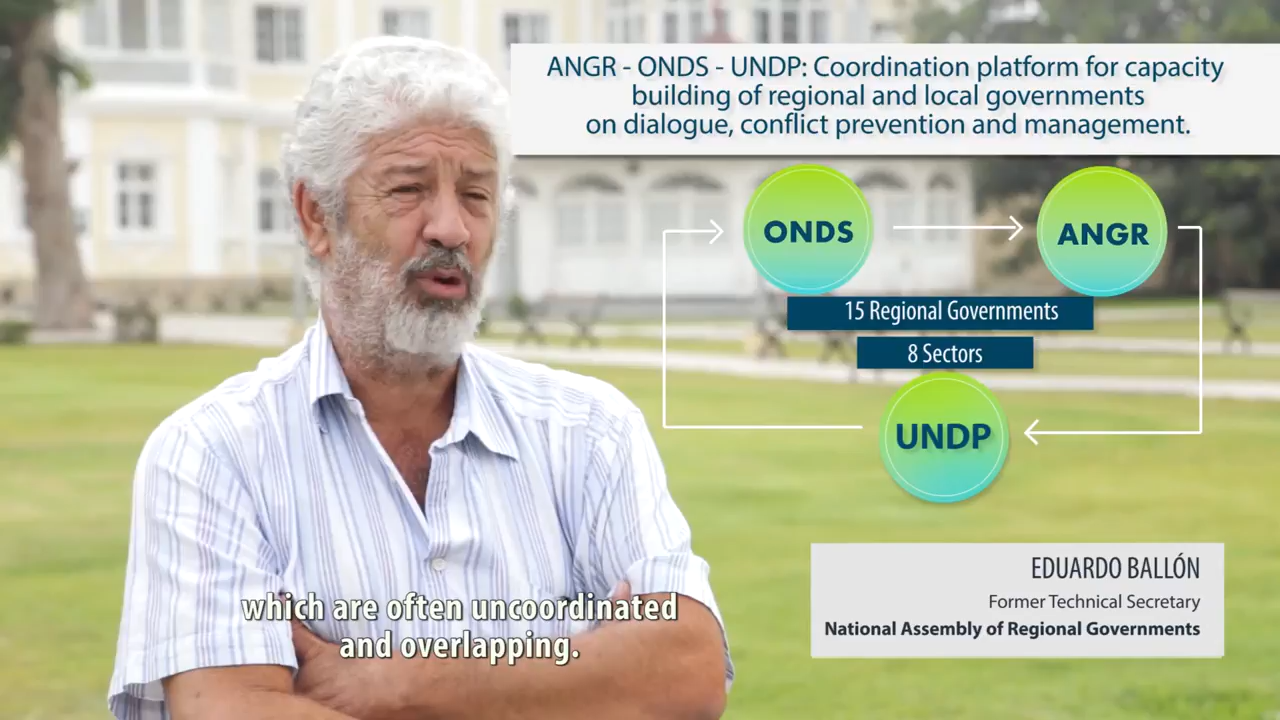 ANGR - ONDS - UNDP: Coordination platform for capacity
building of regional and local governments
on dialogue, conflict prevention and management.
ONDS
ANGR
15 Regional Governments
8 Sectors
UNDP
EDUARDO BALLÓN
Former Technical Secretary
National Assembly of Regional Governments
which are often uncoordinated
and overlapping.